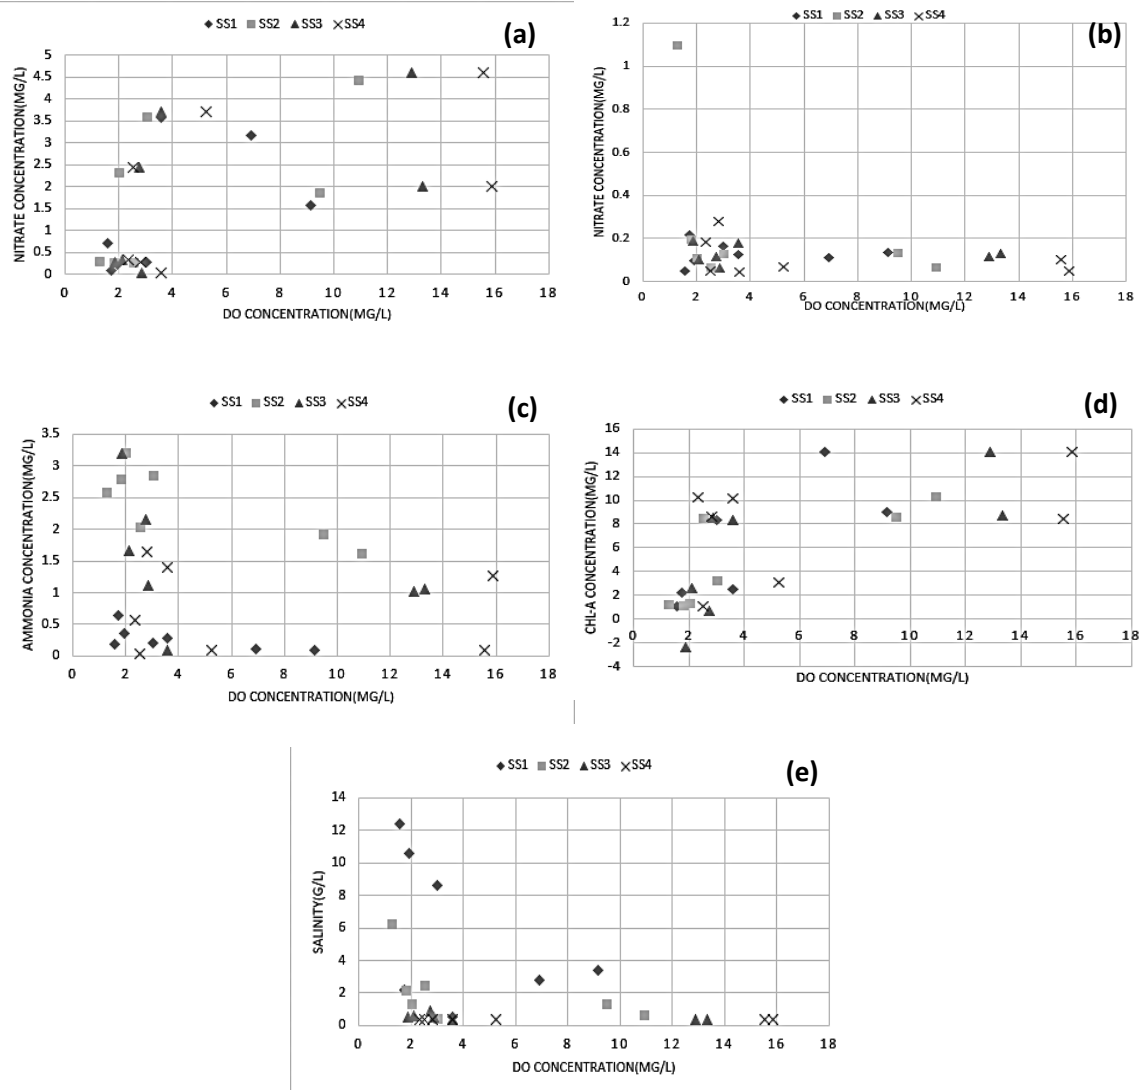 SS1 SS2 SS3 SS4
(a)
NITRATE CONCENTRATION(MG/L)
5
4.5
4
3.5
3
2.5
2
1.5
1
0.5
0
0 2 4 6 8 10 12 14 16 18
DO CONCENTRATION(MG/L)
SS1 SS2 SS3 SS4
(b)
NITRATE CONCENTRATION(MG/L)
1.2
1
0.8
0.6
0.4
0.2
0
0 2 4 6 8 10 12 14 16 18
DO CONCENTRATION(MG/L)
SS1 SS2 SS3 SS4
(c)
AMMONIA CONCENTRATION(MG/L)
3.5
3
2.5
2
1.5
1
0.5
0
0 2 4 6 8 10 12 14 16 18
DO CONCENTRATION(MG/L)
SS1 SS2 SS3 SS4
(d)
CHL-A CONCENTRATION(MG/L)
16
14
12
10
8
6
4
2
0
-2
-4
0 2 4 6 8 10 12 14 16 18
DO CONCENTRATION(MG/L)
SS1 SS2 SS3 SS4
(e)
SALINITY(G/L)
14
12
10
8
6
4
2
0
0 2 4 6 8 10 12 14 16 18
DO CONCENTRATION(MG/L)